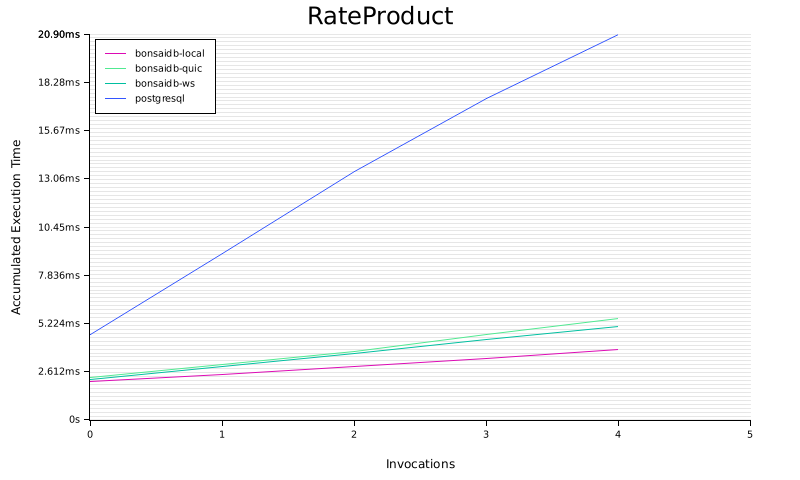 RateProduct
20.90ms
bonsaidb-local
bonsaidb-quic
bonsaidb-ws
postgresql
18.28ms
15.67ms
13.06ms
10.45ms
7.836ms
5.224ms
2.612ms
0s
Accumulated Execution Time
0 1 2 3 4 5
Invocations